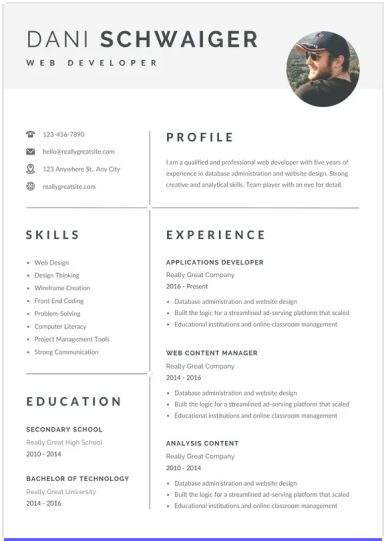 DANI SCHWAIGER
WEB DEVELOPER
123-456-7890
hello@reallygreatsite.com
123 Anywhere St., Any City
reallygreatsite.com
PROFILE
I am a qualified and professional web developer with five years of
experience in database administration and website design. Strong
creative and analytical skills. Team player with an eye for detail.
SKILLS
• Web Design
• Design Thinking
• Wireframe Creation
• Front End Coding
• Problem-Solving
• Computer Literacy
• Project Management Tools
• Strong Communication
EDUCATION
SECONDARY SCHOOL
Really Great High School
2010 - 2014
BACHELOR OF TECHNOLOGY
Really Great University
2014 - 2016
EXPERIENCE
APPLICATIONS DEVELOPER
Really Great Company
2016 - Present
• Database administration and website design
• Built the logic for a streamlined ad-serving platform that scaled
• Educational institutions and online classroom management
WEB CONTENT MANAGER
Really Great Company
2014 - 2016
• Database administration and website design
• Built the logic for a streamlined ad-serving platform that scaled
• Educational institutions and online classroom management
ANALYSIS CONTENT
Really Great Company
2010 - 2014
• Database administration and website design
• Built the logic for a streamlined ad-serving platform that scaled
• Educational institutions and online classroom management